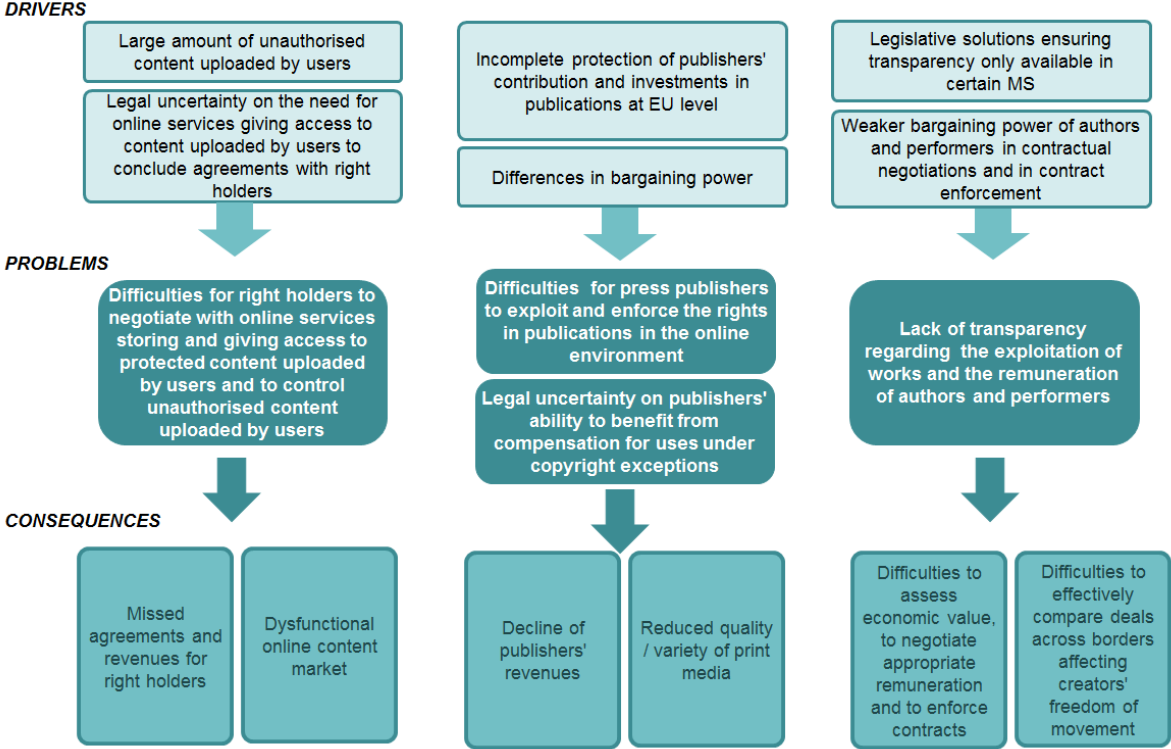 DRIVERS
Large amount of unauthorised
content uploaded by users
Legal uncertainty on the need for
online services giving access to
content uploaded by users to
conclude agreements with right
holders
Incomplete protection of publishers'
contribution and investments in
publications at EU level
Differences in bargaining power
Legislative solutions ensuring
transparency only available in
certain MS
Weaker bargaining power of authors
and performers in contractual
negotiations and in contract
enforcement
PROBLEMS
Difficulties for right holders to
negotiate with online services
storing and giving access to
protected content uploaded
by users and to control
unauthorised content
uploaded by users
Difficulties for press publishers
to exploit and enforce the rights
in publications in the online
environment
Legal uncertainty on publishers'
ability to benefit from
compensation for uses under
copyright exceptions
Lack of transparency
regarding the exploitation of
works and the remuneration
of authors and performers
CONSEQUENCES
Missed
agreements and
revenues for
right holders
Dysfunctional
online content
market
Decline of
publishers'
revenues
Reduced quality
/ variety of print
media
Difficulties to
assess
economic value,
to negotiate
appropriate
remuneration
and to enforce
contracts
Difficulties to
effectively
compare deals
across borders
affecting
creators'
freedom of
movement